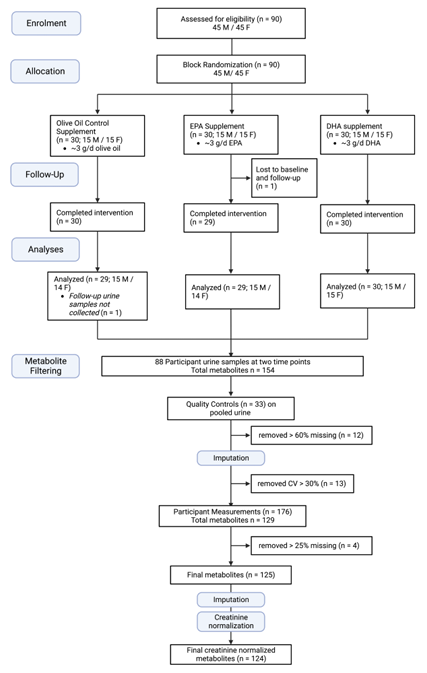 Enrolment
Assessed for eligibility (n = 90)
45 M / 45 F
Allocation
Block Randomization (n = 90)
45 M/ 45 F
Olive Oil Control
Supplement
(n = 30; 15 M / 15 F)
• ~3 g/d olive oil
EPA Supplement
(n = 30; 15 M / 15 F)
• ~3 g/d EPA
DHA supplement
(n = 30; 15 M / 15 F)
• ~3 g/d DHA
Follow-Up
Lost to baseline
and follow-up
(n = 1)
Completed intervention
(n = 30)
Completed intervention
(n = 29)
Completed intervention
(n = 30)
Analyses
Analyzed (n = 29; 15 M /
14 F)
• Follow-up urine
samples not
collected (n = 1)
Analyzed (n = 29; 15 M /
14 F)
Analyzed (n = 30; 15 M /
15 F)
Metabolite
Filtering
88 Participant urine samples at two time points
Total metabolites n = 154
Quality Controls (n = 33) on
pooled urine
removed > 60% missing (n = 12)
Imputation
removed CV > 30% (n = 13)
Participant Measurements (n = 176)
Total metabolites n = 129
removed > 25% missing (n = 4)
Final metabolites (n = 125)
Imputation
Creatinine
normalization
Final creatinine normalized
metabolites (n = 124)